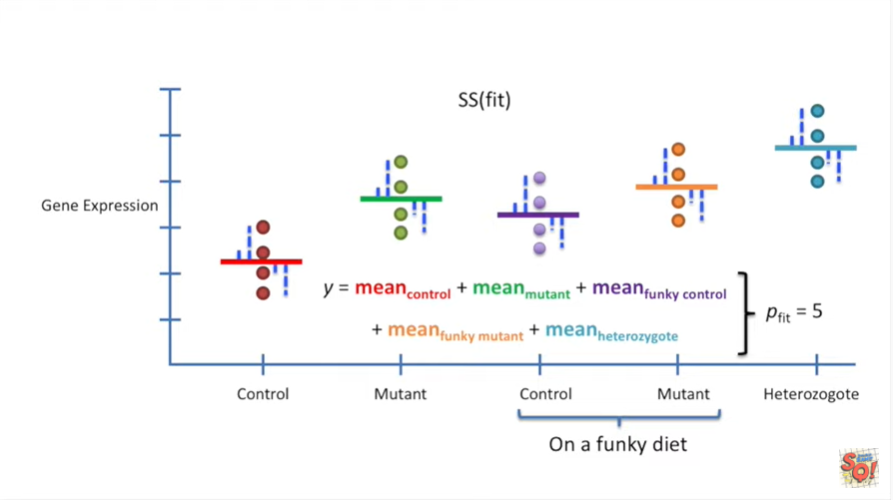 SS(fit)
Gene Expression
y = mean_control + mean_mutant + mean_funky control
+ mean_funky mutant + mean_heterozygote
p_fit = 5
Control Mutant Control Mutant Heterozogote
On a funky diet
SQ!